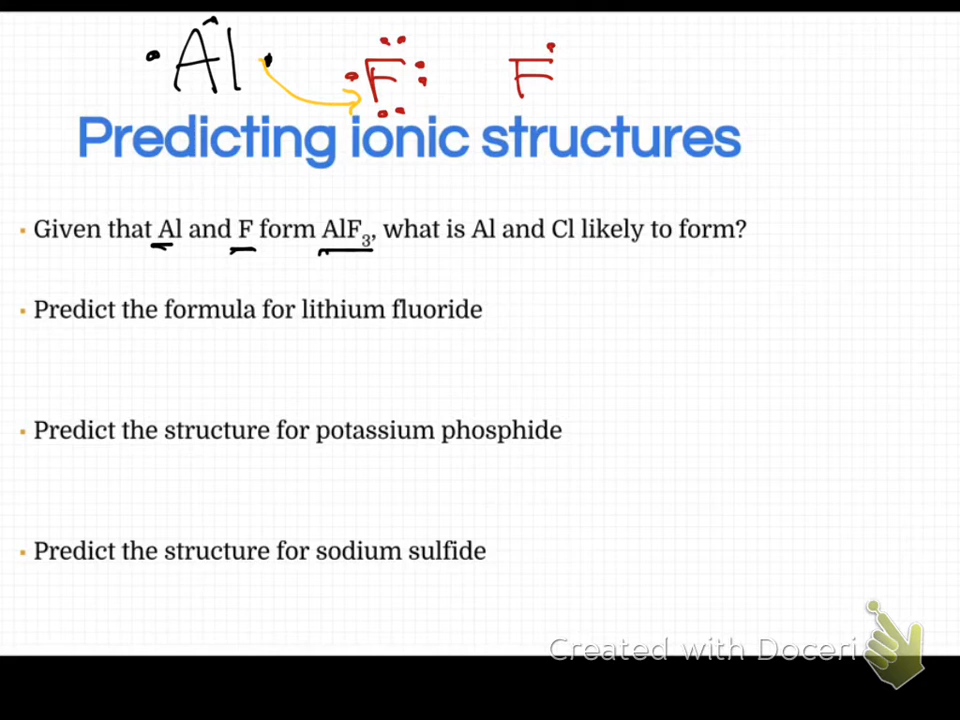 Al F F
Predicting ionic structures
▪ Given that Al and F form AlF₃, what is Al and Cl likely to form?
▪ Predict the formula for lithium fluoride
▪ Predict the structure for potassium phosphide
▪ Predict the structure for sodium sulfide
Created with Doceri